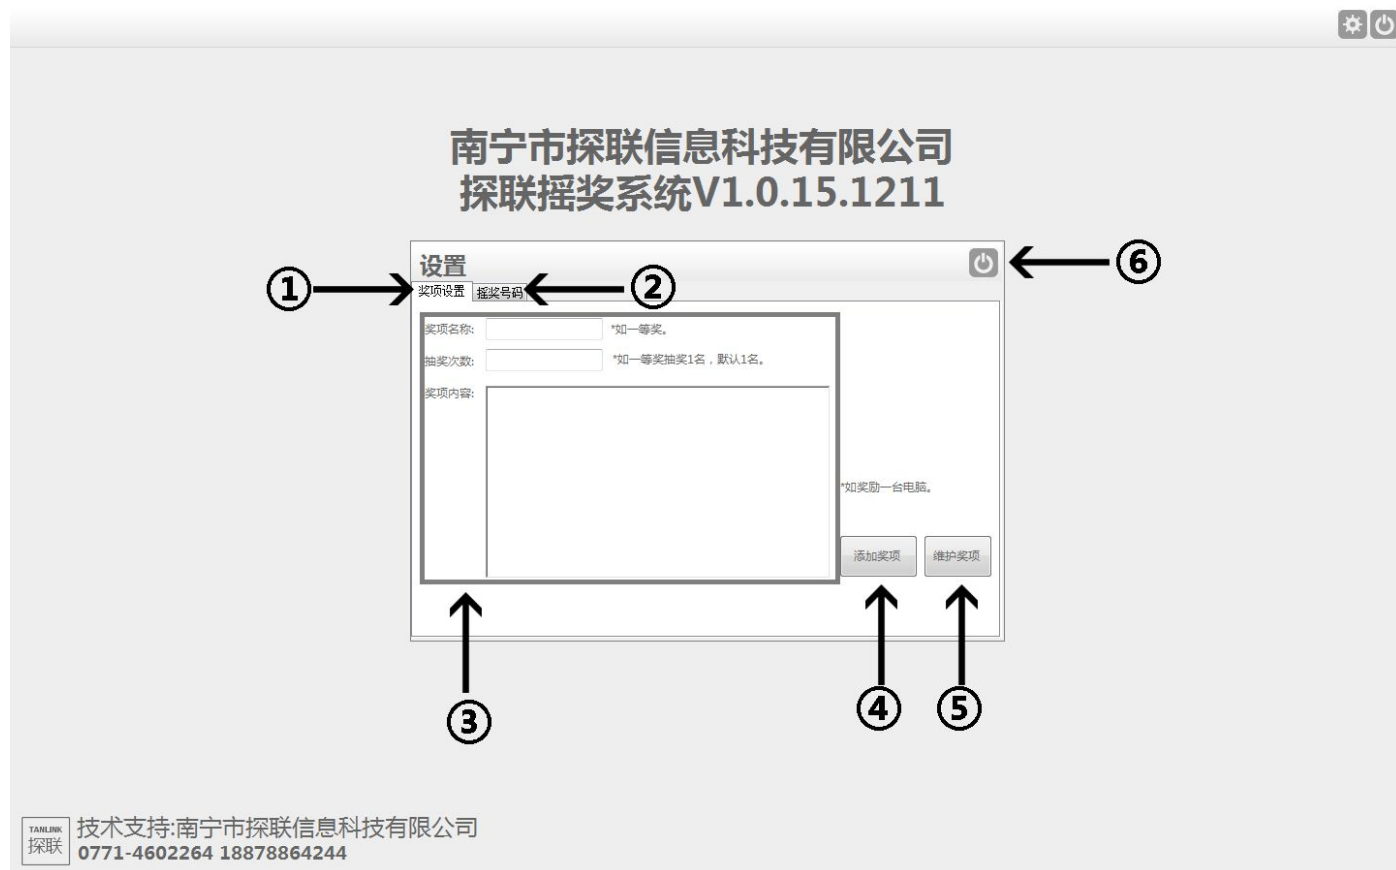 南宁市探联信息科技有限公司
探联摇奖系统V1.0.15.1211
设置
⑥
①
奖项设置 摇奖号码
②
奖项名称: *如一等奖。
抽奖次数: *如一等奖抽奖1名，默认1名。
奖项内容:
*如奖励一台电脑。
添加奖项 维护奖项
③
④
⑤
TANLINK
探联
技术支持:南宁市探联信息科技有限公司
0771-4602264 18878864244